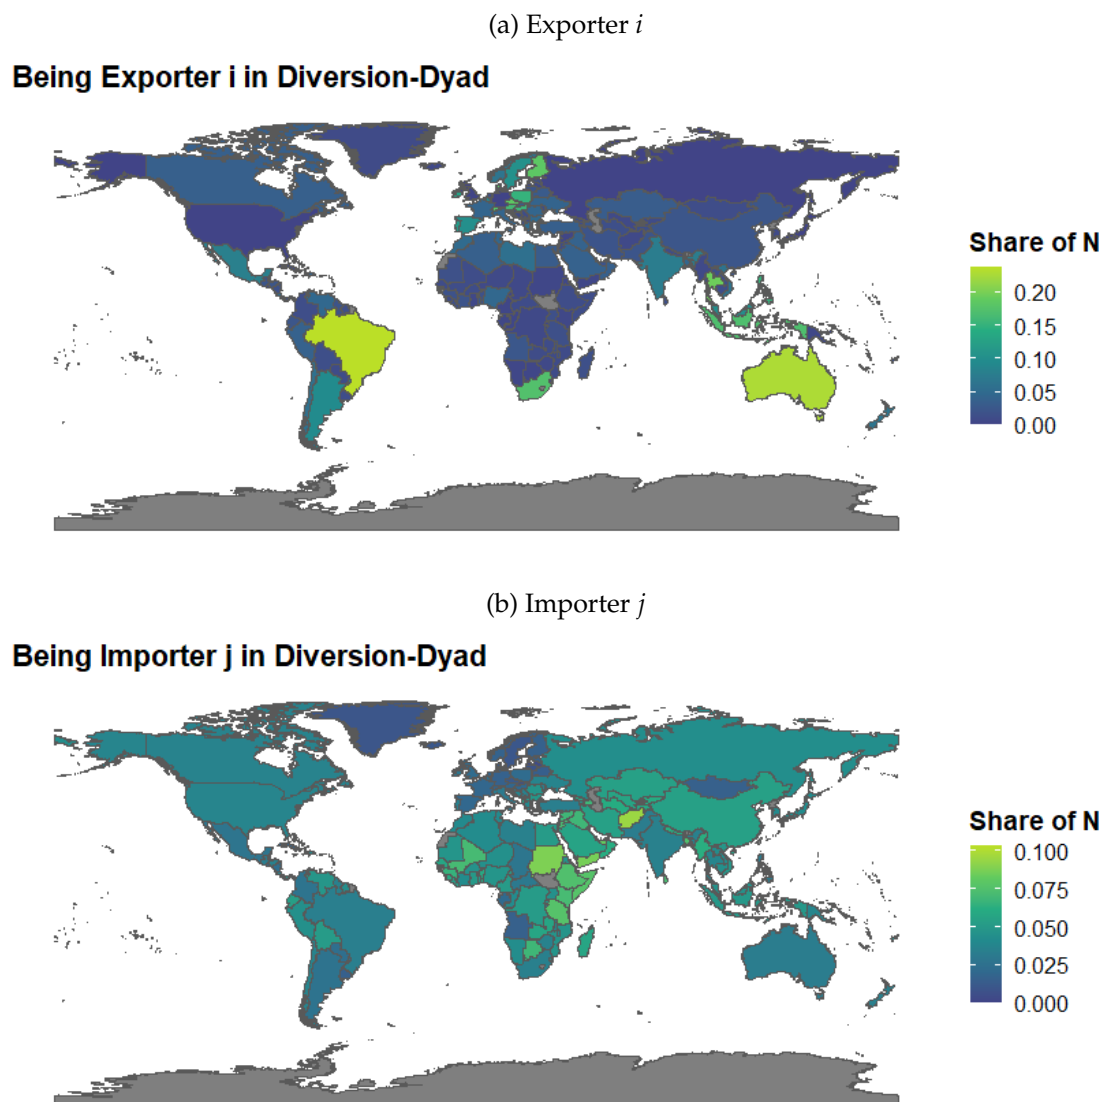 (a) Exporter i
Being Exporter i in Diversion-Dyad
Share of N
0.20
0.15
0.10
0.05
0.00
(b) Importer j
Being Importer j in Diversion-Dyad
Share of N
0.100
0.075
0.050
0.025
0.000